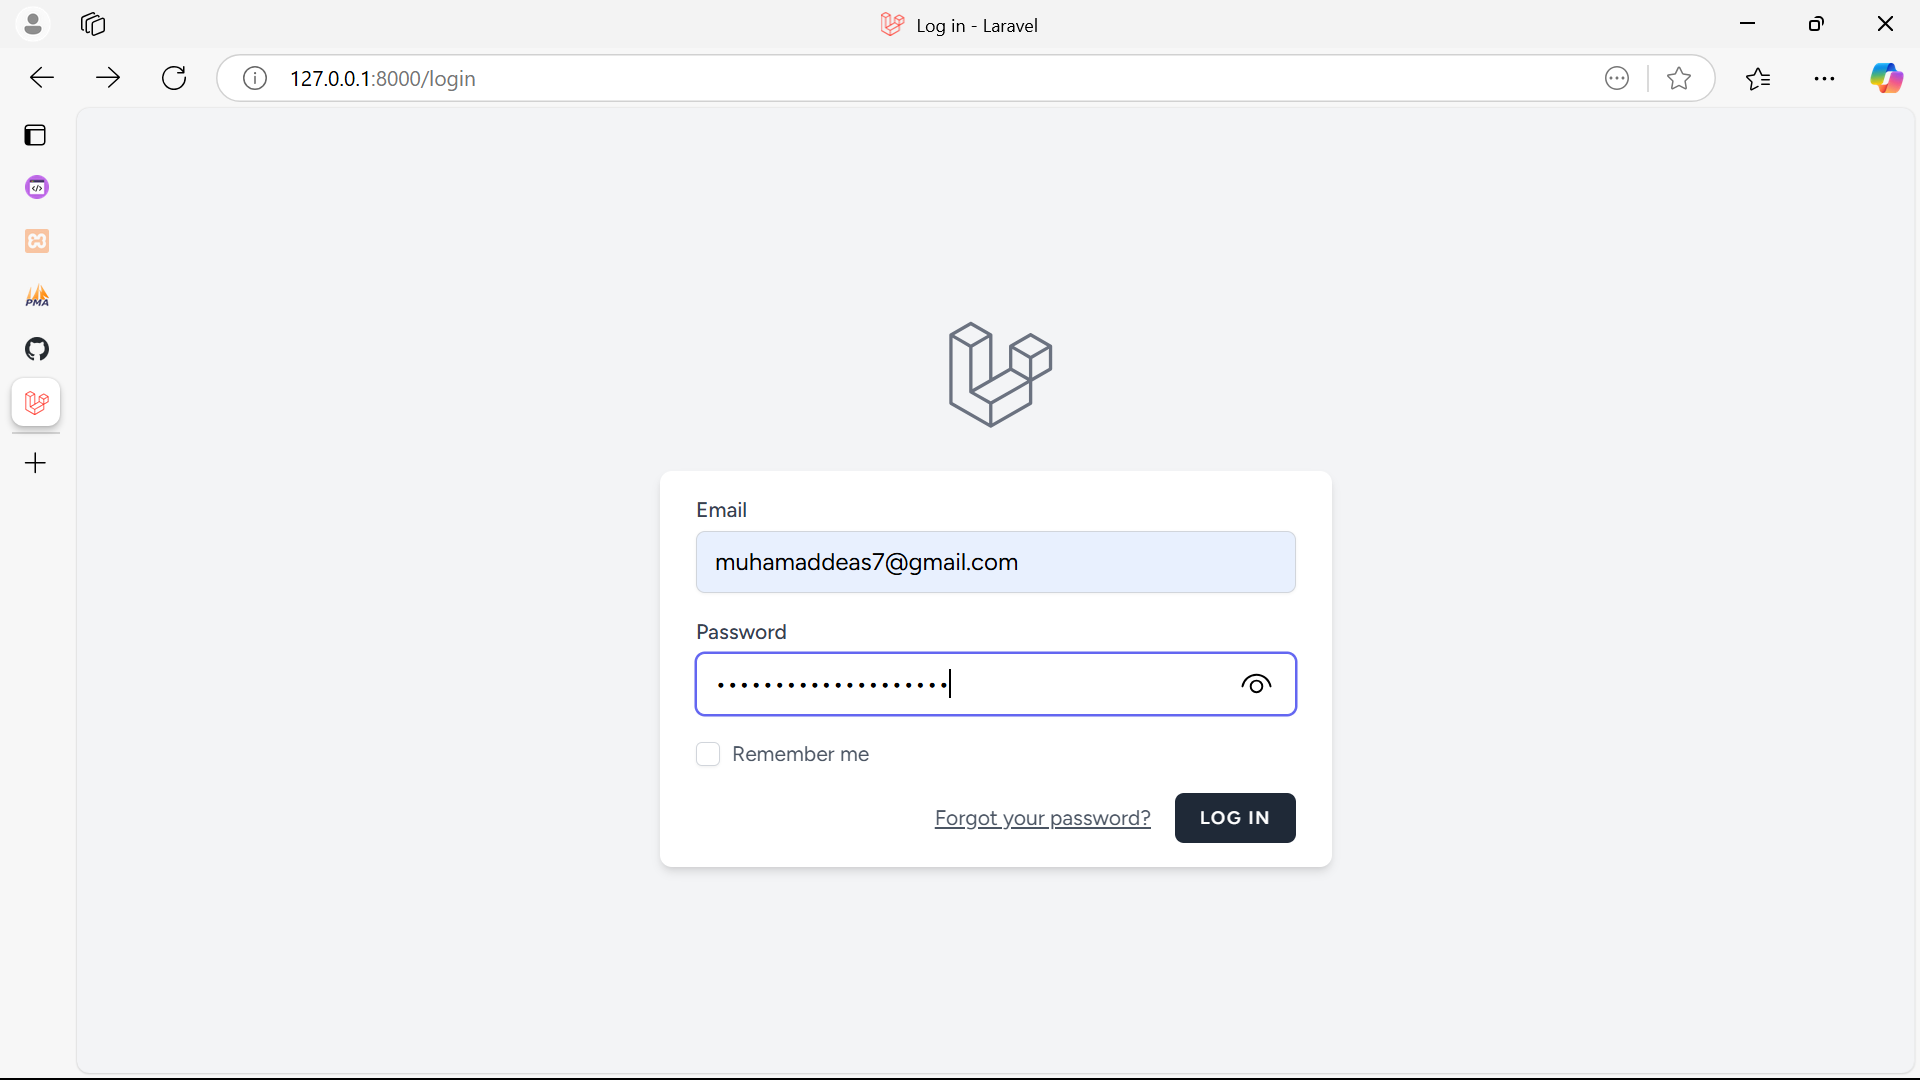 Log in - Laravel
127.0.0.1:8000/login
PMA
Email
muhamaddeas7@gmail.com
Password
Remember me
Forgot your password?
LOG IN